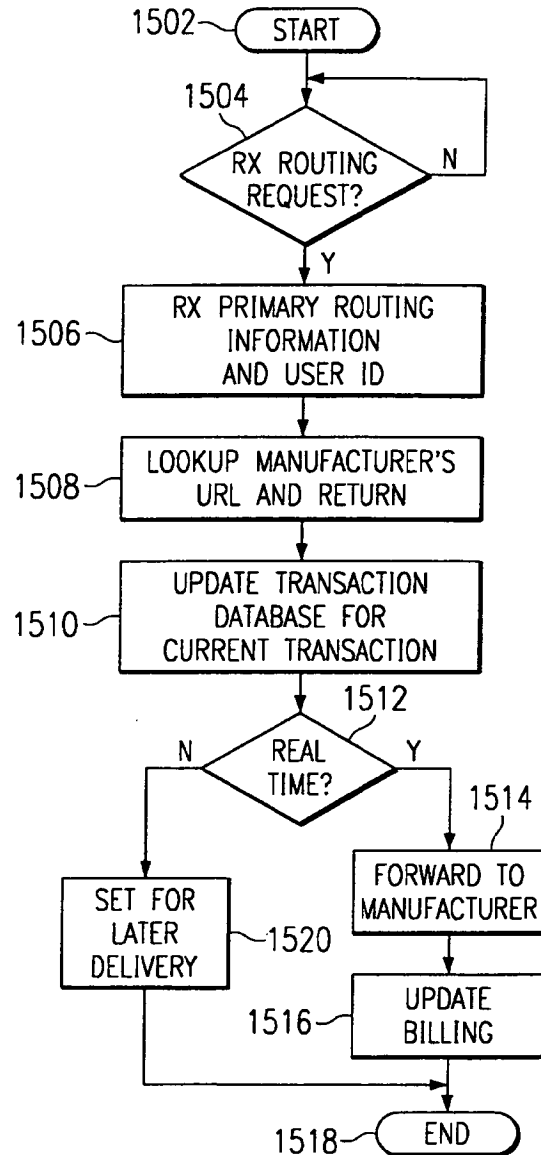 1502
START
1504
RX ROUTING
REQUEST?
N
Y
1506
RX PRIMARY ROUTING
INFORMATION
AND USER ID
1508
LOOKUP MANUFACTURER'S
URL AND RETURN
1510
UPDATE TRANSACTION
DATABASE FOR
CURRENT TRANSACTION
1512
N
REAL
TIME?
Y
1514
FORWARD TO
MANUFACTURER
SET FOR
LATER
DELIVERY
1520
1516
UPDATE
BILLING
1518
END